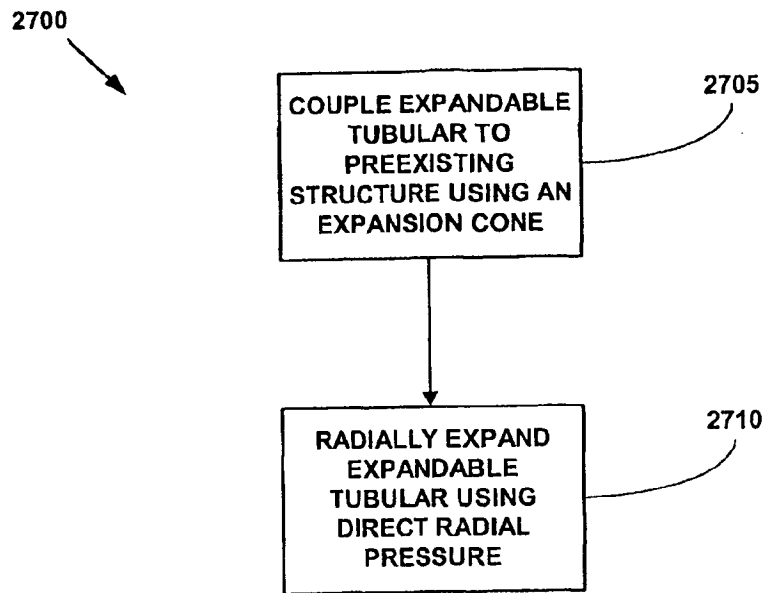 2700
2705
COUPLE EXPANDABLE
TUBULAR TO
PREEXISTING
STRUCTURE USING AN
EXPANSION CONE
2710
RADIALLY EXPAND
EXPANDABLE
TUBULAR USING
DIRECT RADIAL
PRESSURE